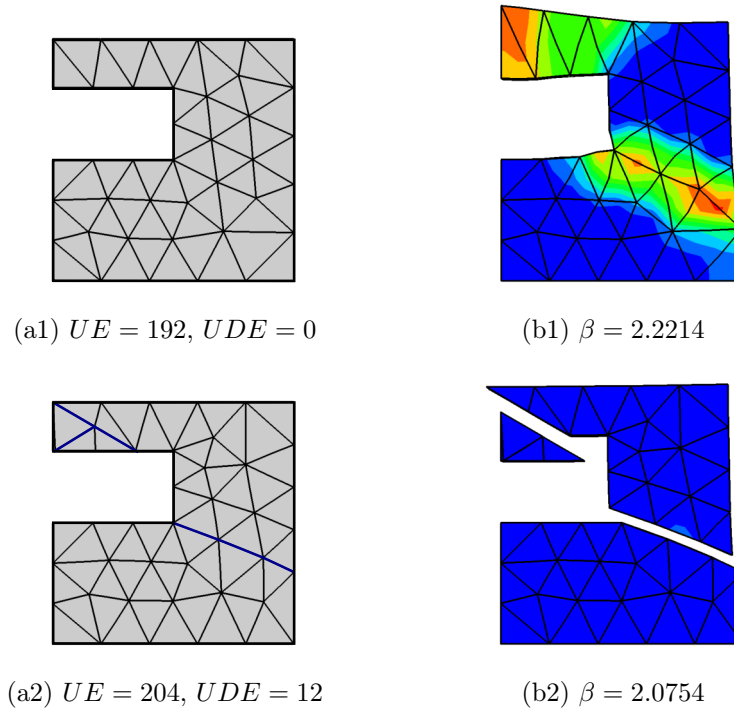 (a1) UE = 192, UDE = 0
(b1) β = 2.2214
(a2) UE = 204, UDE = 12
(b2) β = 2.0754